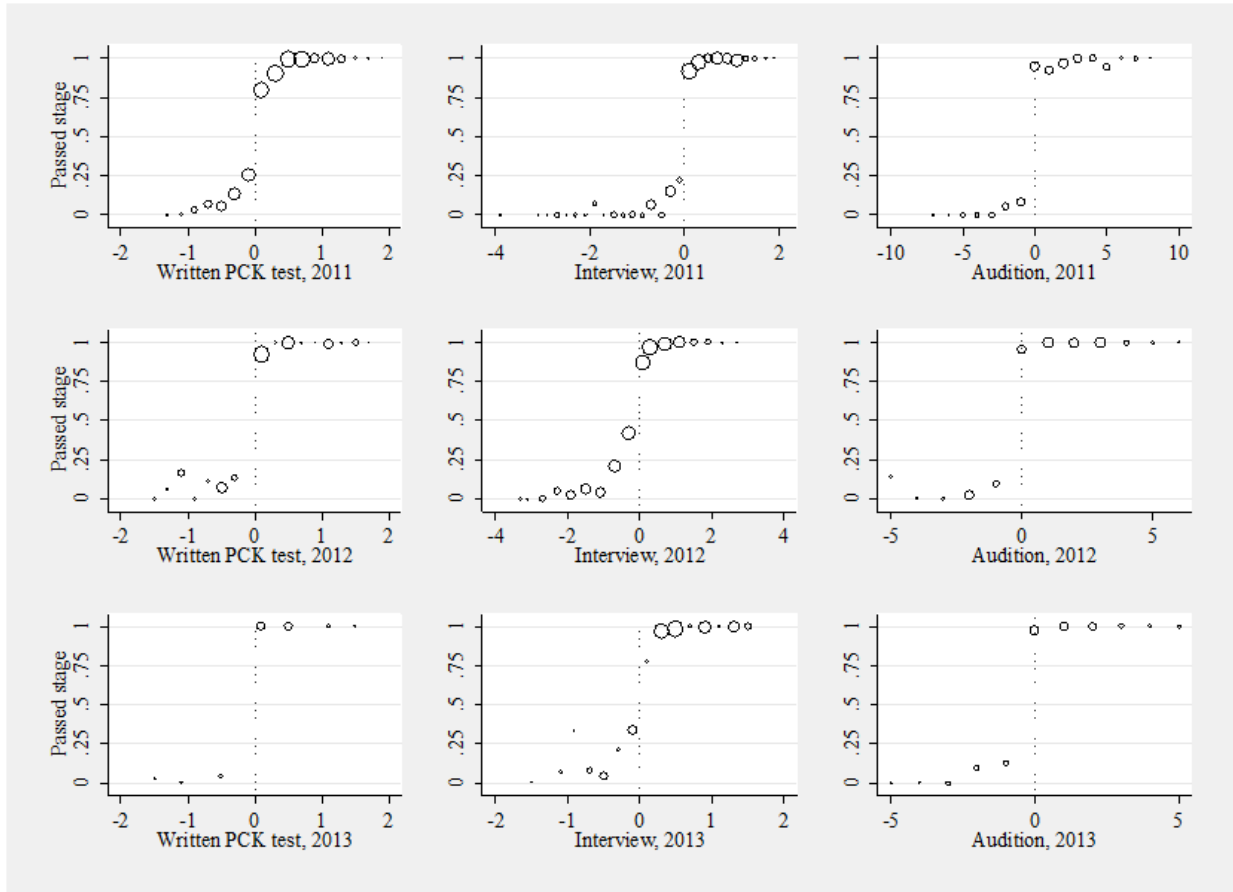 Passed stage
1
.75
.5
.25
0
-2 -1 0 1 2
Written PCK test, 2011
1
.75
.5
.25
0
-4 -2 0 2
Interview, 2011
1
.75
.5
.25
0
-10 -5 0 5 10
Audition, 2011
Passed stage
1
.75
.5
.25
0
-2 -1 0 1 2
Written PCK test, 2012
1
.75
.5
.25
0
-4 -2 0 2 4
Interview, 2012
1
.75
.5
.25
0
-5 0 5
Audition, 2012
Passed stage
1
.75
.5
.25
0
-2 -1 0 1 2
Written PCK test, 2013
1
.75
.5
.25
0
-2 -1 0 1 2
Interview, 2013
1
.75
.5
.25
0
-5 0 5
Audition, 2013